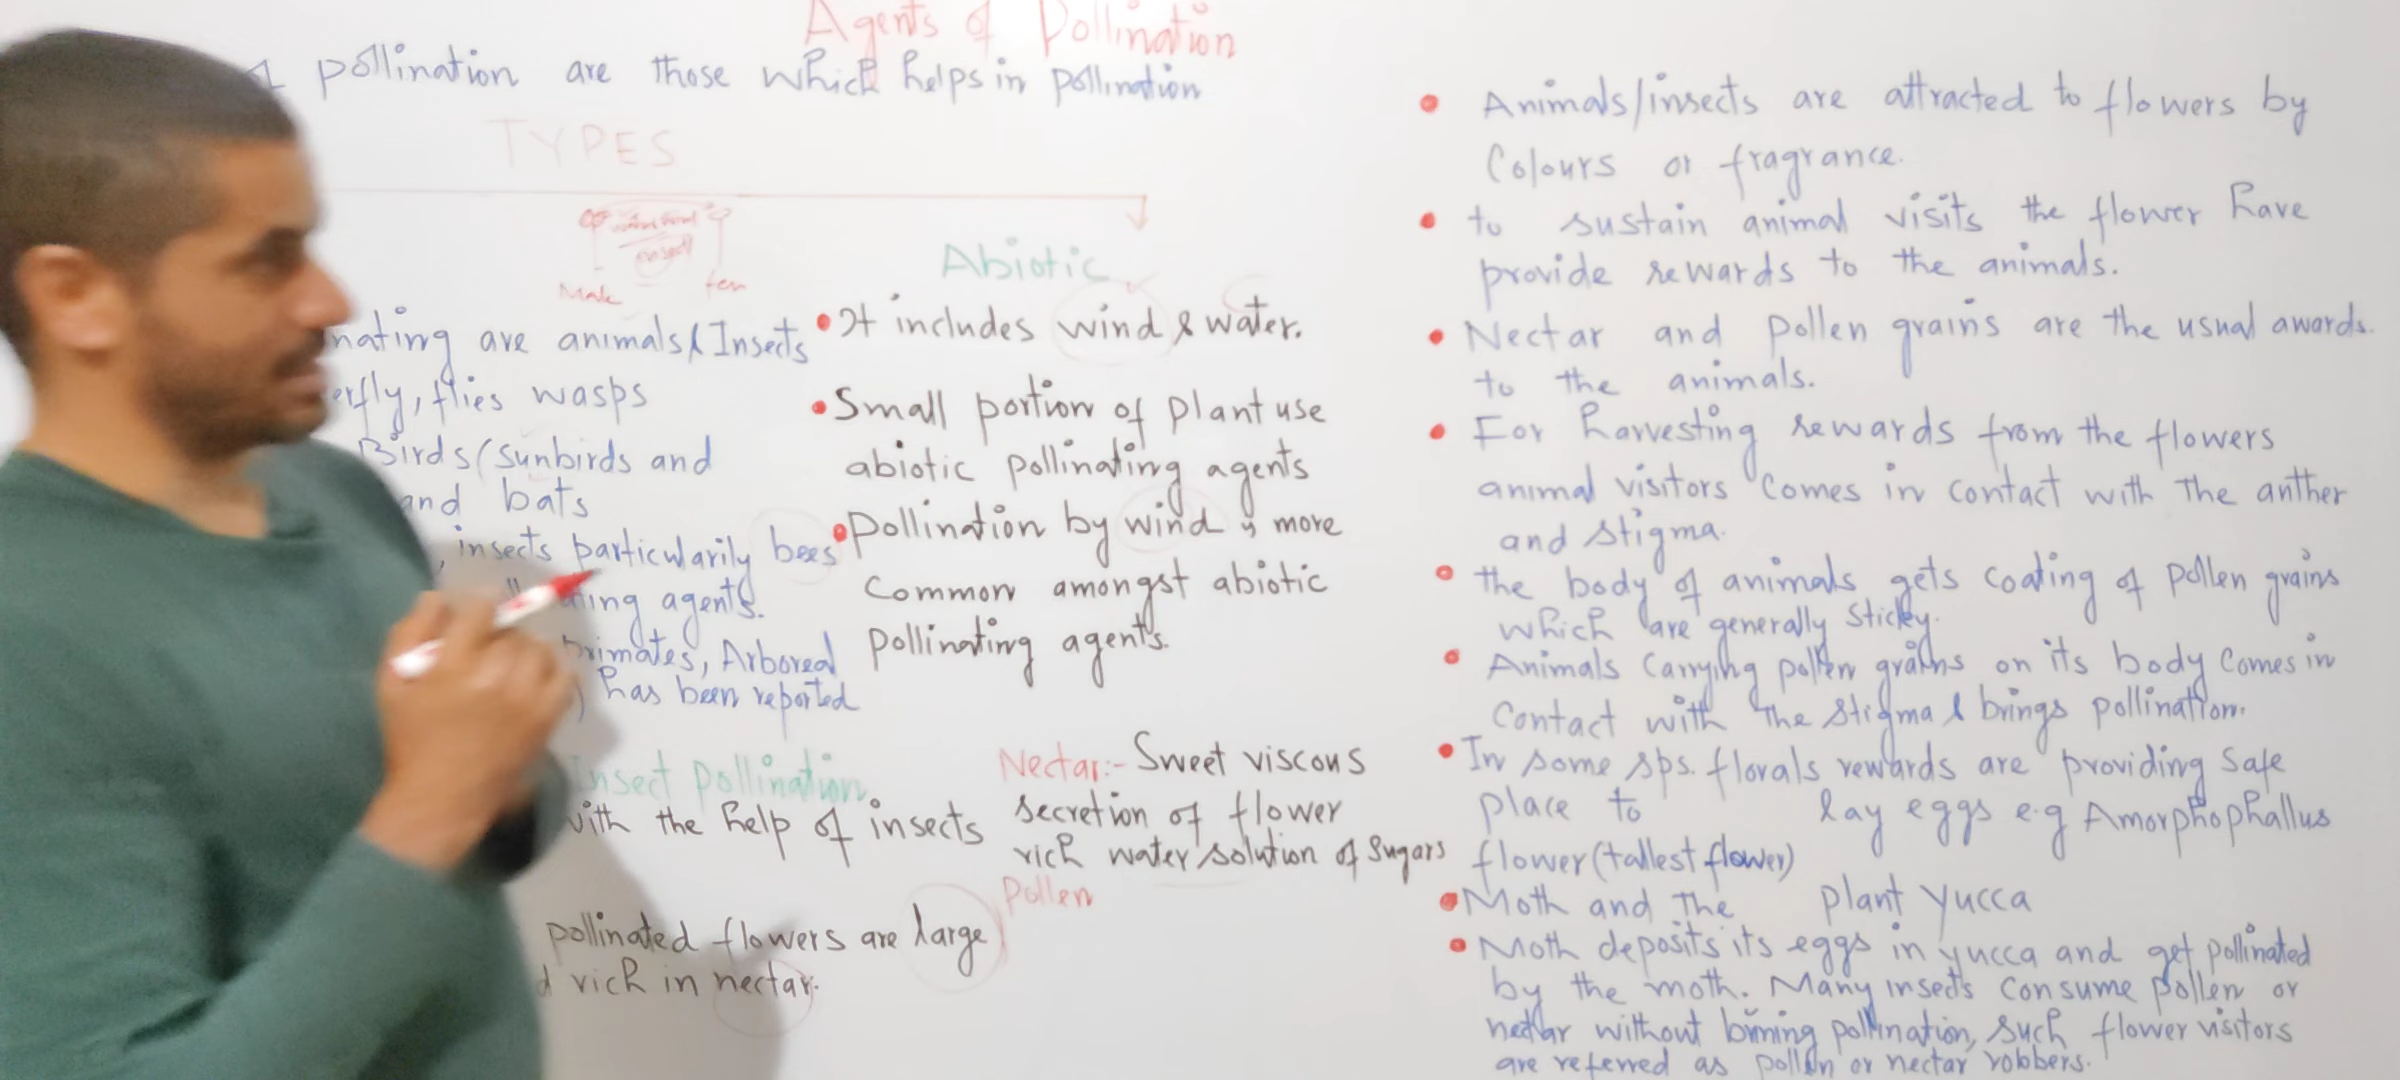 Agents of Pollination
pollination are those which helps in pollination
TYPES
Male
fem
nating are animals & Insects
erfly, flies wasps
Birds (sunbirds and
and bats
insects particularily bees
ating agents.
primates, Arboreal
) has been reported
Insect pollination
with the help of insects
pollinated flowers are large
d rich in nectar.
Abiotic
• It includes wind & water.
• Small portion of plant use
abiotic pollinating agents
• Pollination by wind is more
Common amongst abiotic
pollinating agents.
Nectar:- Sweet viscous
secretion of flower
rich water solution of sugars
Pollen
• Animals/insects are attracted to flowers by
Colours or fragrance.
• to sustain animal visits the flower have
provide rewards to the animals.
• Nectar and pollen grains are the usual awards.
to the animals.
• For harvesting rewards from the flowers
animal visitors comes in contact with the anther
and stigma.
• the body of animals gets coating of pollen grains
which are generally sticky.
• Animals carrying pollen grains on its body comes in
contact with the stigma & brings pollination.
• In some sps. florals rewards are providing safe
place to lay eggs e.g Amorphophallus
flower (tallest flower)
• Moth and the plant yucca
• Moth deposits its eggs in yucca and get pollinated
by the moth. Many insects consume pollen or
nectar without bïïning pollination, such flower visitors
are referred as pollen or nectar robbers.